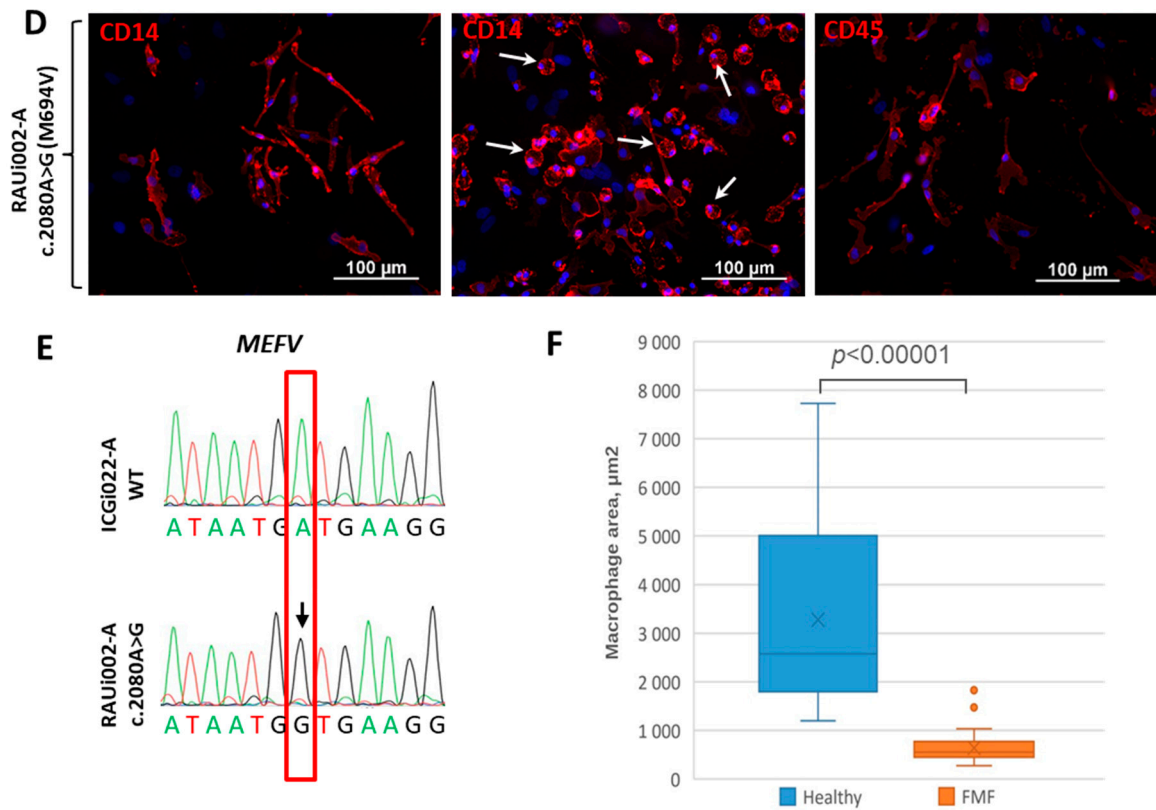 D
RAUi002-A
c.2080A>G (M694V)
CD14
CD14
CD45
100 µm
100 µm
100 µm
E
MEFV
ICGi022-A
WT
A T A A T G A T G A A G G
RAUi002-A
c.2080A>G
A T A A T G G T G A A G G
F
p<0.00001
Macrophage area, µm2
9 000
8 000
7 000
6 000
5 000
4 000
3 000
2 000
1 000
0
Healthy
FMF